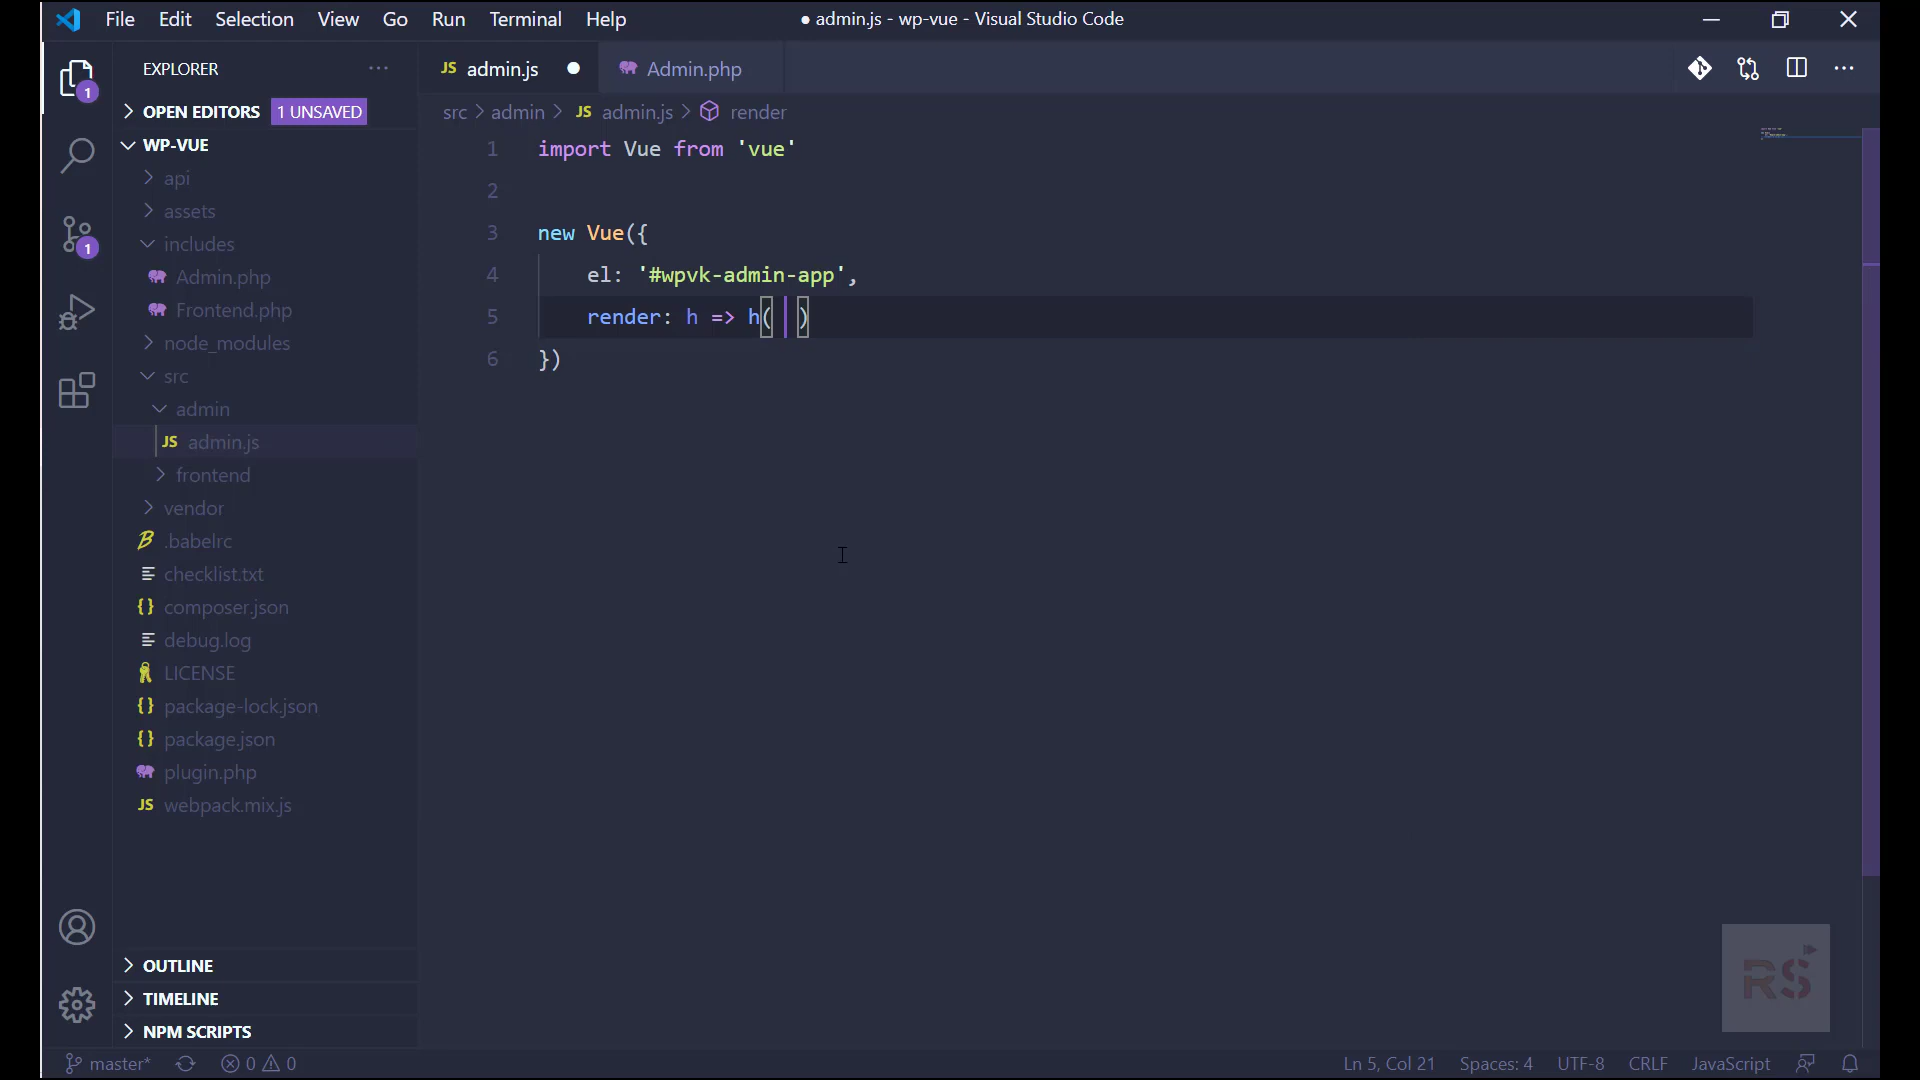 File Edit Selection View Go Run Terminal Help
● admin.js - wp-vue - Visual Studio Code
EXPLORER
1
OPEN EDITORS 1 UNSAVED
WP-VUE
api
assets
includes
1
Admin.php
Frontend.php
node_modules
src
admin
JS admin.js
frontend
vendor
.babelrc
checklist.txt
{} composer.json
debug.log
LICENSE
{} package-lock.json
{} package.json
plugin.php
JS webpack.mix.js
OUTLINE
TIMELINE
NPM SCRIPTS
JS admin.js ● Admin.php
src > admin > JS admin.js > render
1 import Vue from 'vue'
2
3 new Vue({
4 el: '#wpvk-admin-app',
5 render: h => h( )
6 })
RS
master* 0 0 Ln 5, Col 21 Spaces: 4 UTF-8 CRLF JavaScript